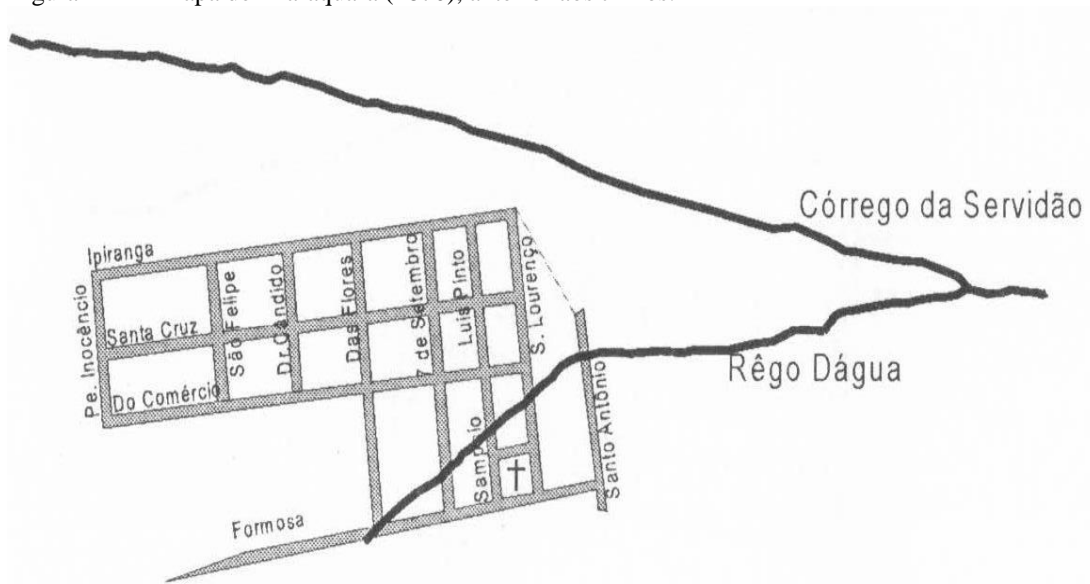 Córrego da Servidão
Rêgo Dágua
Ipiranga
Santa Cruz
Do Comércio
Formosa
Pe. Inocêncio
São Felipe
Dr Cândido
Das Flores
7 de Setembro
Luis Pinto
S. Lourenço
Sampaio
Santo Antônio